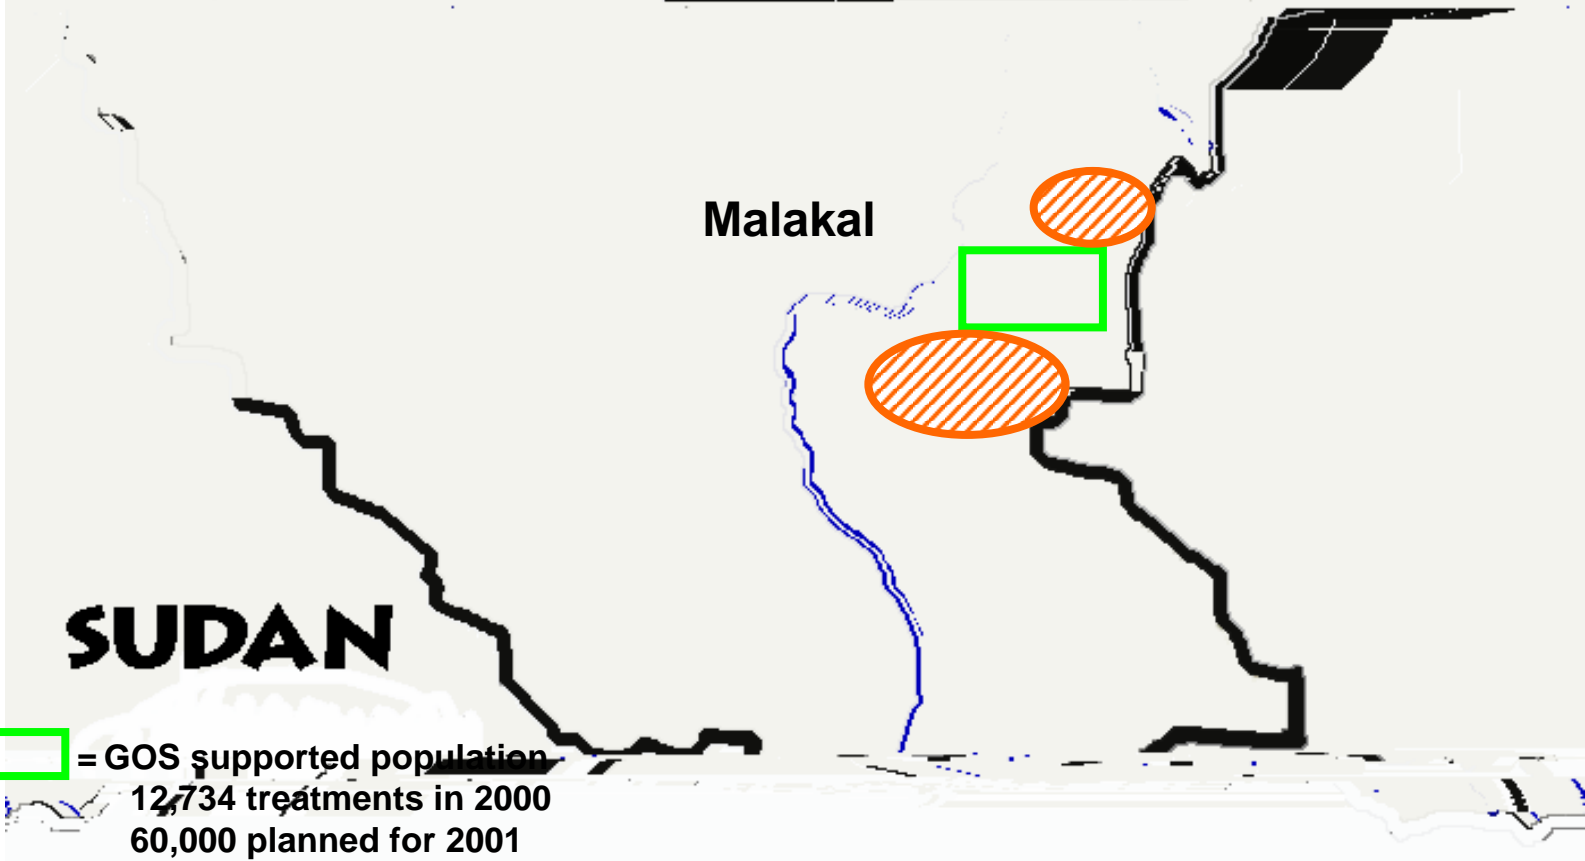 Malakal
SUDAN
= GOS supported population
12,734 treatments in 2000
60,000 planned for 2001